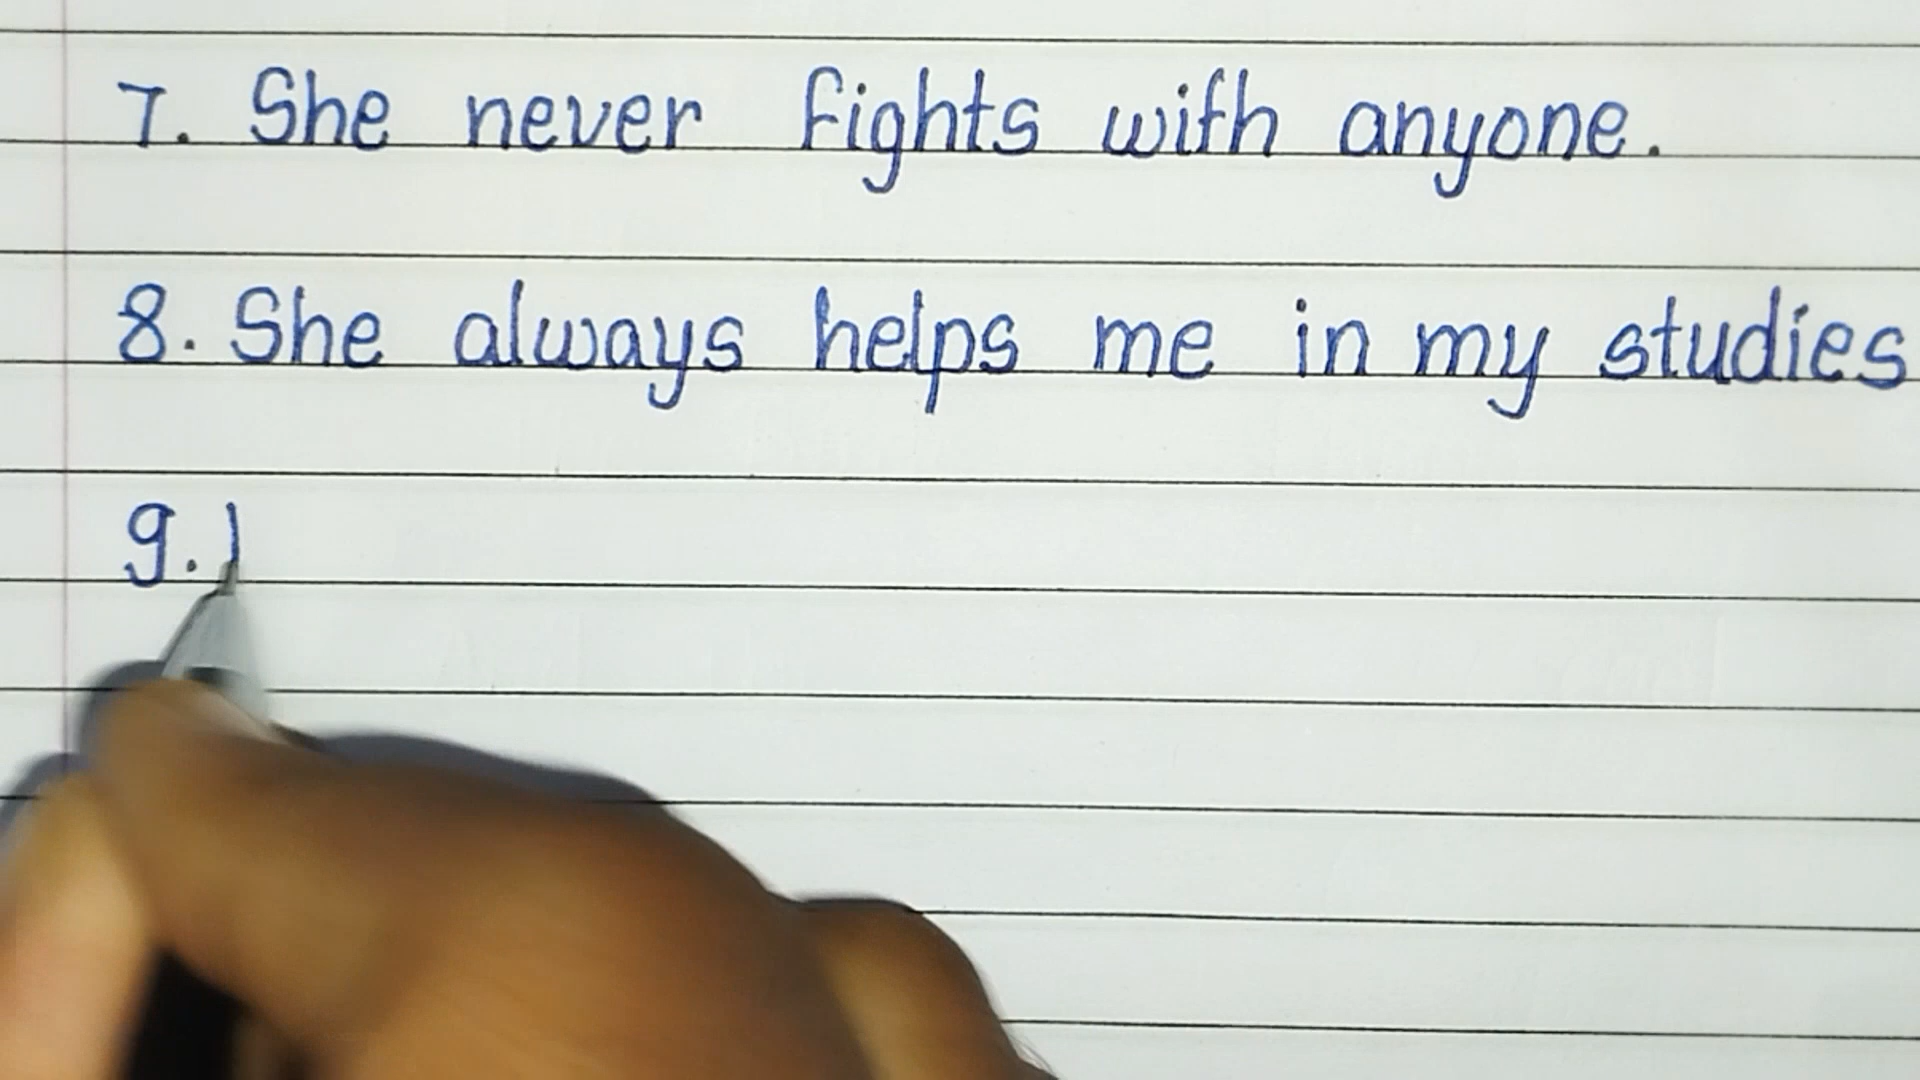 7. She never fights with anyone.
8. She always helps me in my studies
9.